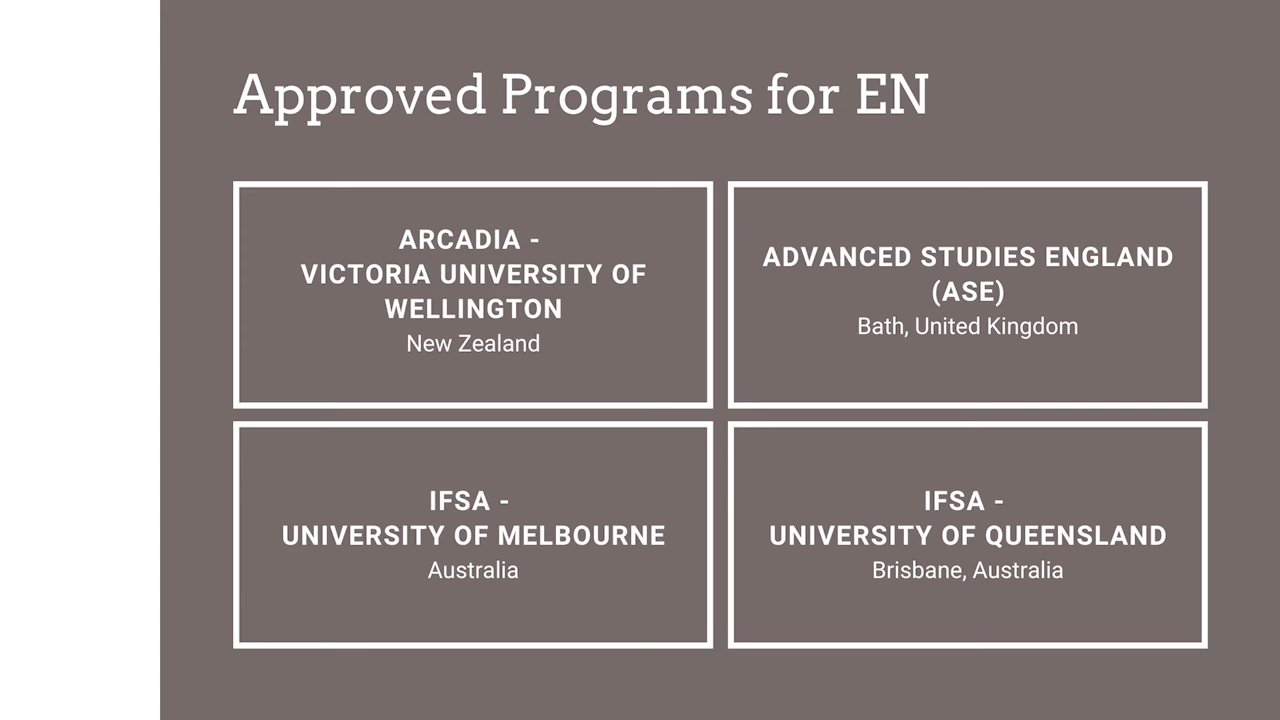 Approved Programs for EN
ARCADIA -
VICTORIA UNIVERSITY OF
WELLINGTON
New Zealand
ADVANCED STUDIES ENGLAND
(ASE)
Bath, United Kingdom
IFSA -
UNIVERSITY OF MELBOURNE
Australia
IFSA -
UNIVERSITY OF QUEENSLAND
Brisbane, Australia